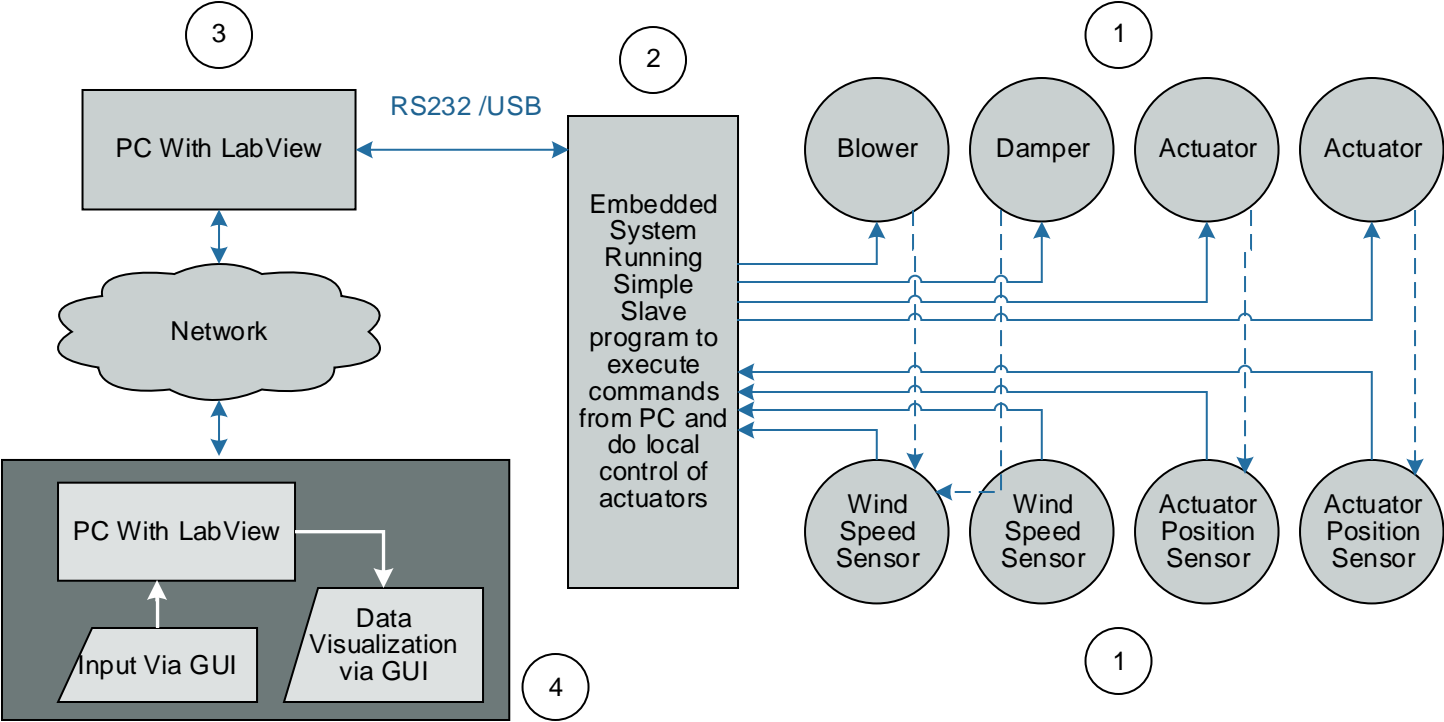 3
2
1
RS232 /USB
PC With LabView
Blower
Damper
Actuator
Actuator
Embedded
System
Running
Simple
Slave
program to
execute
commands
from PC and
do local
control of
actuators
Network
PC With LabView
Input Via GUI
Data
Visualization
via GUI
Wind
Speed
Sensor
Wind
Speed
Sensor
Actuator
Position
Sensor
Actuator
Position
Sensor
4
1